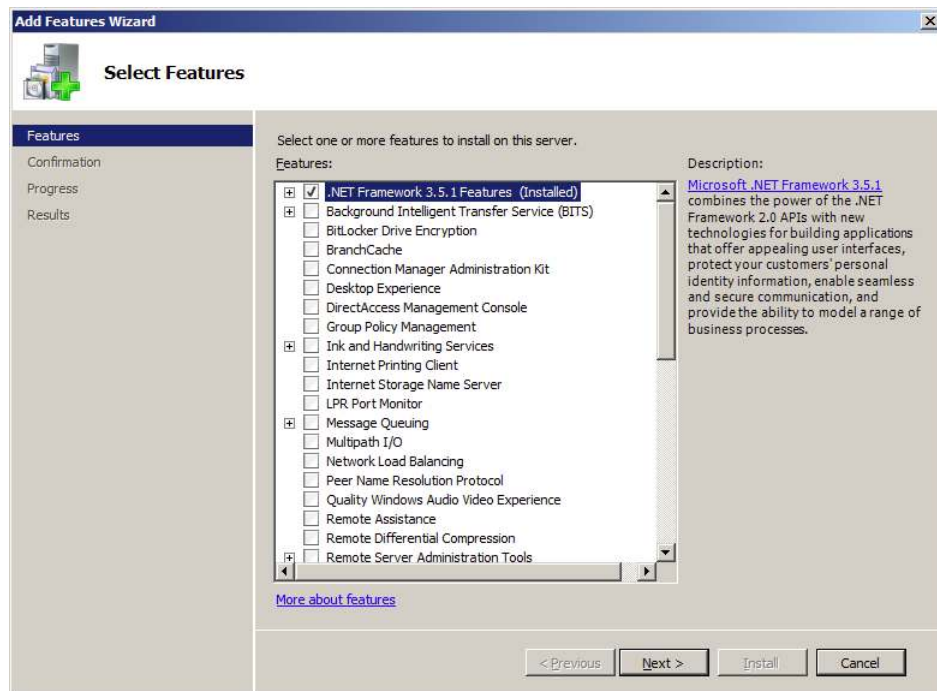 Add Features Wizard
Select Features
Features
Confirmation
Progress
Results
Select one or more features to install on this server.
Features:
.NET Framework 3.5.1 Features (Installed)
Background Intelligent Transfer Service (BITS)
BitLocker Drive Encryption
BranchCache
Connection Manager Administration Kit
Desktop Experience
DirectAccess Management Console
Group Policy Management
Ink and Handwriting Services
Internet Printing Client
Internet Storage Name Server
LPR Port Monitor
Message Queuing
Multipath I/O
Network Load Balancing
Peer Name Resolution Protocol
Quality Windows Audio Video Experience
Remote Assistance
Remote Differential Compression
Remote Server Administration Tools
More about features
Description:
Microsoft .NET Framework 3.5.1
combines the power of the .NET
Framework 2.0 APIs with new
technologies for building applications
that offer appealing user interfaces,
protect your customers' personal
identity information, enable seamless
and secure communication, and
provide the ability to model a range of
business processes.
< Previous
Next >
Install
Cancel